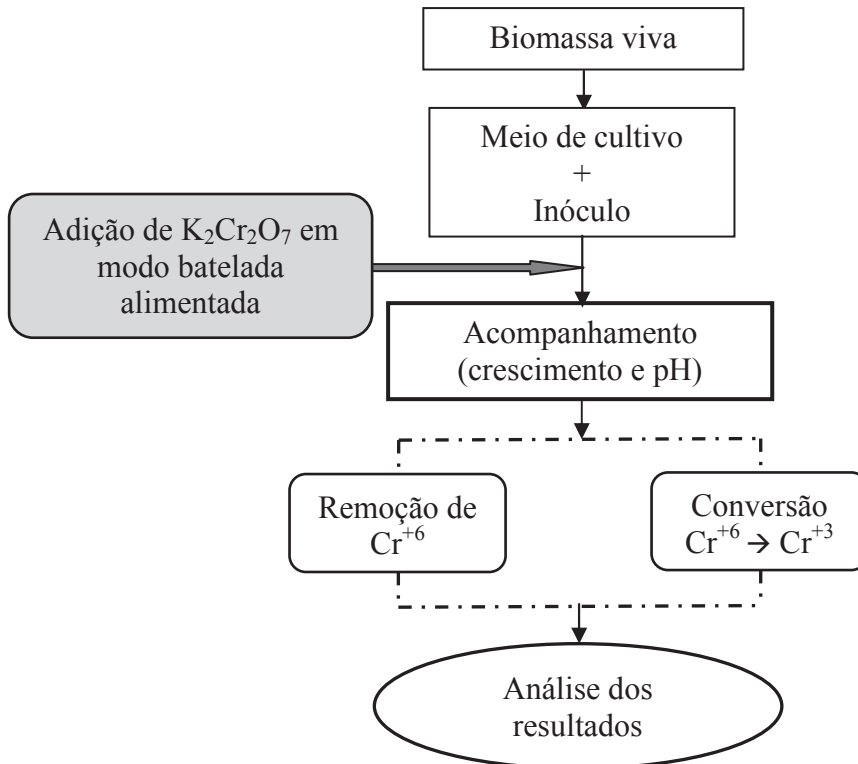 Biomassa viva
Meio de cultivo
+
Inóculo
Adição de K₂Cr₂O₇ em
modo batelada
alimentada
Acompanhamento
(crescimento e pH)
Remoção de
Cr⁺⁶
Conversão
Cr⁺⁶ → Cr⁺³
Análise dos
resultados